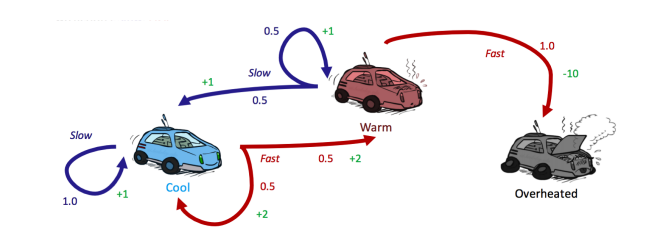 0.5
+1
1.0
Fast
-10
Slow
+1
0.5
Warm
Slow
Fast
0.5
+2
Overheated
Cool
0.5
1.0
+1
+2